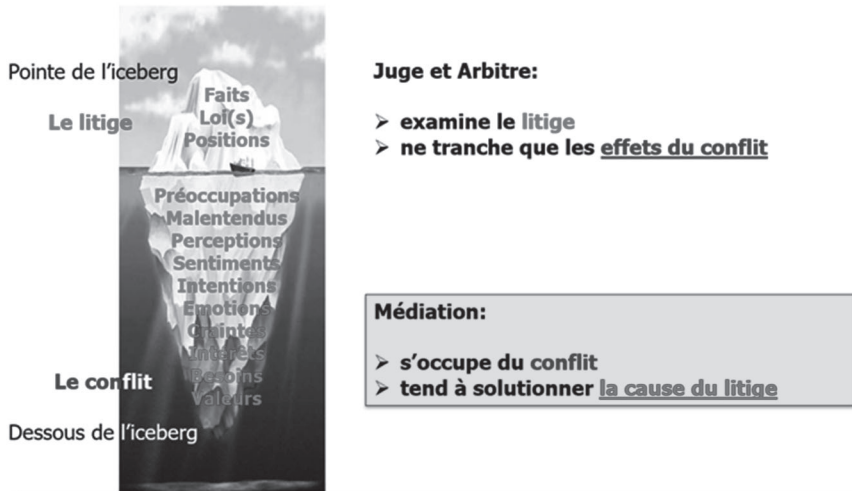 Pointe de l'iceberg
Le litige
Faits
Loi(s)
Positions
Préoccupations
Malentendus
Perceptions
Sentiments
Intentions
Emotions
Craintes
Intérêts
Besoins
Valeurs
Le conflit
Dessous de l'iceberg
Juge et Arbitre:
➢ examine le litige
➢ ne tranche que les effets du conflit
Médiation:
➢ s'occupe du conflit
➢ tend à solutionner la cause du litige